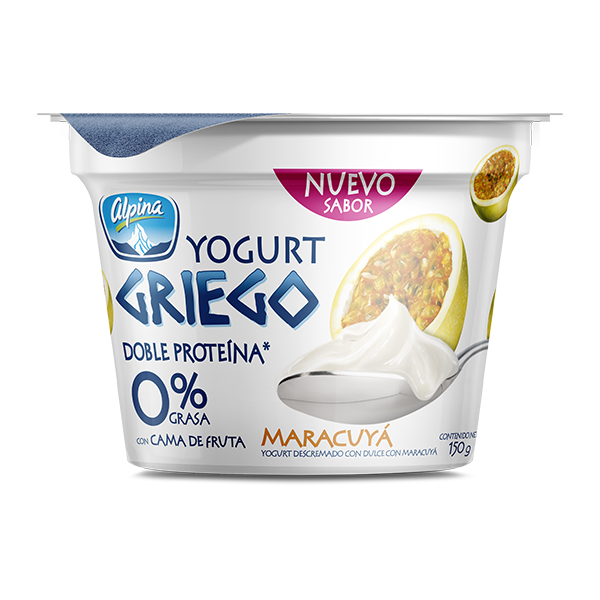 NUEVO
SABOR
alpina
YOGURT
GRIEGO
DOBLE PROTEÍNA*
0%
GRASA
CON CAMA DE FRUTA
MARACUYÁ
YOGURT DESCREMADO CON DULCE CON MARACUYÁ
CONTENIDO
150 g